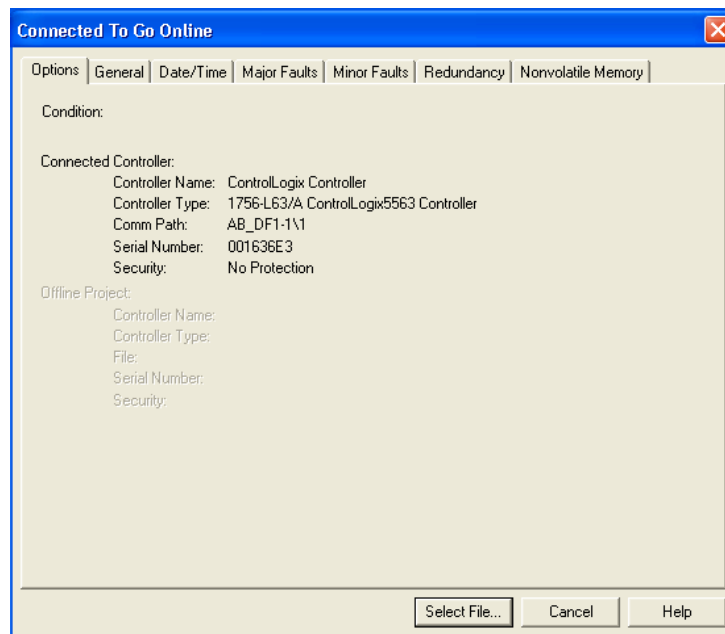 Connected To Go Online
Options General Date/Time Major Faults Minor Faults Redundancy Nonvolatile Memory
Condition:
Connected Controller:
Controller Name: ControlLogix Controller
Controller Type: 1756-L63/A ControlLogix5563 Controller
Comm Path: AB_DF1-1\1
Serial Number: 001636E3
Security: No Protection
Offline Project:
Controller Name:
Controller Type:
File:
Serial Number:
Security:
Select File... Cancel Help